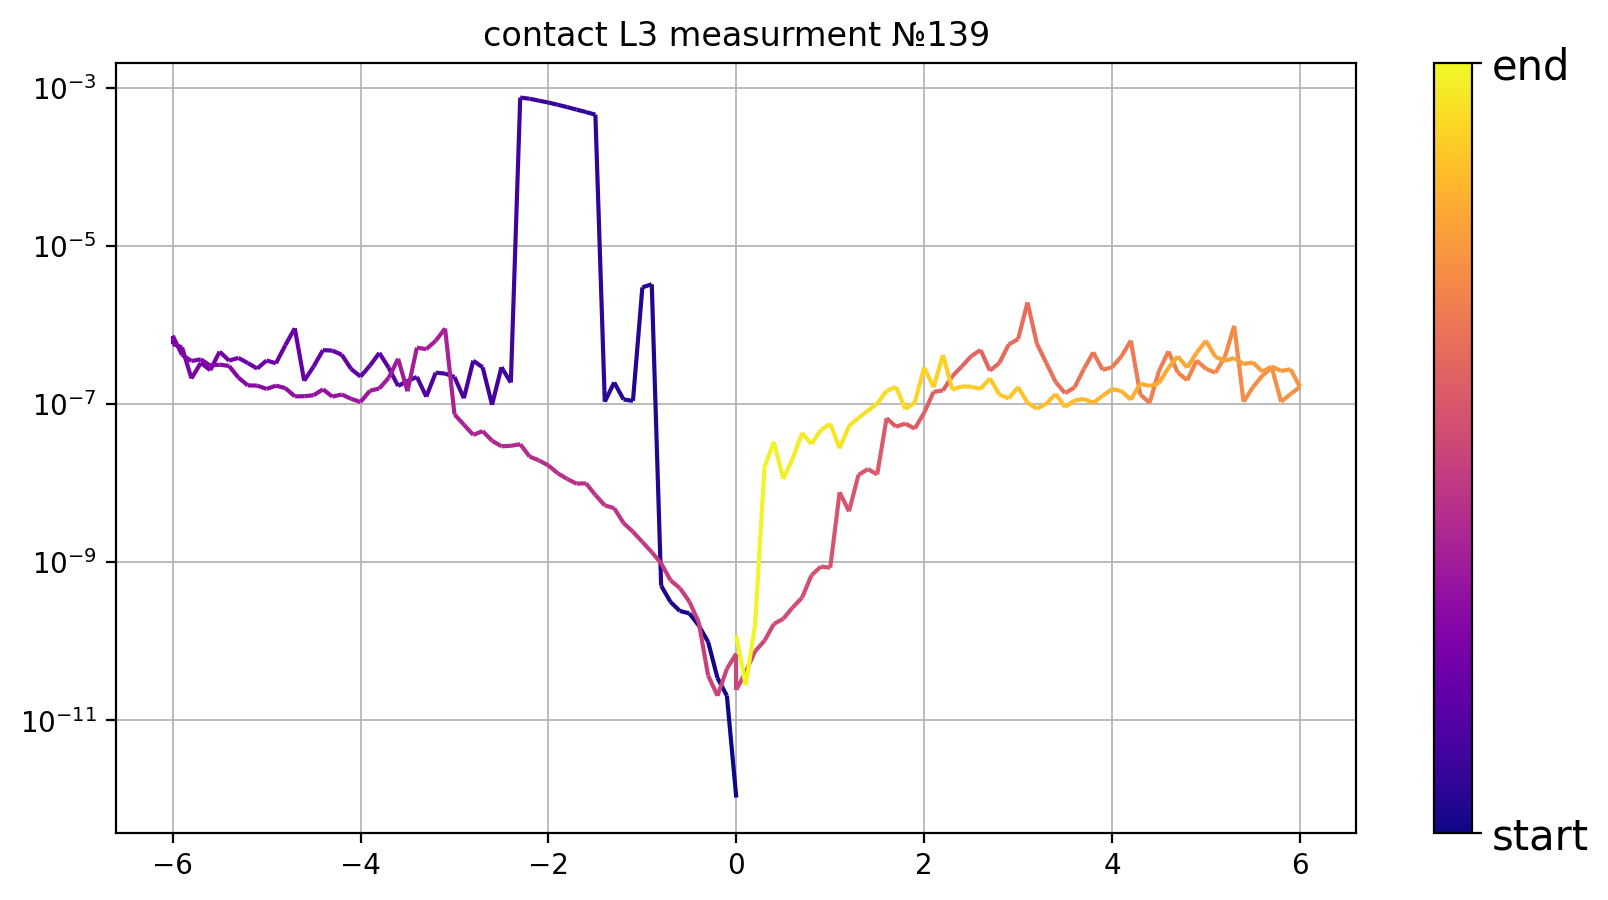 contact L3 measurment №139
10⁻³
10⁻⁵
10⁻⁷
10⁻⁹
10⁻¹¹
−6 −4 −2 0 2 4 6
end
start